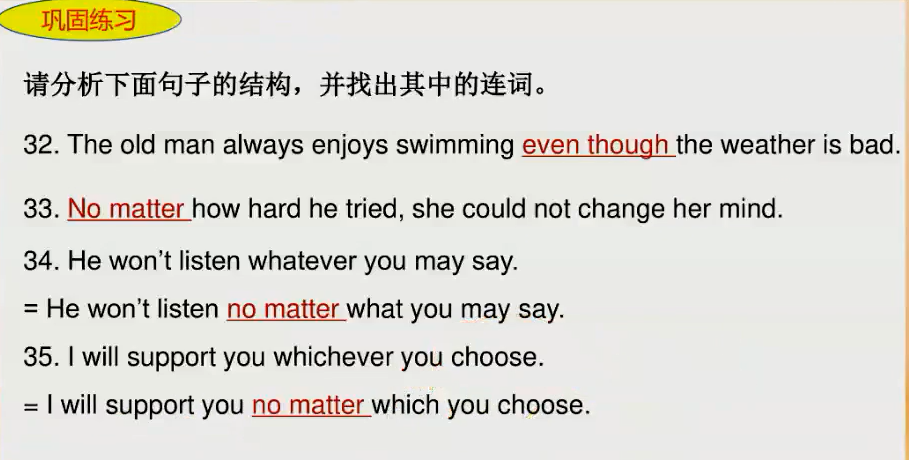 巩固练习
请分析下面句子的结构，并找出其中的连词。
32. The old man always enjoys swimming even though the weather is bad.
33. No matter how hard he tried, she could not change her mind.
34. He won’t listen whatever you may say.
= He won’t listen no matter what you may say.
35. I will support you whichever you choose.
= I will support you no matter which you choose.